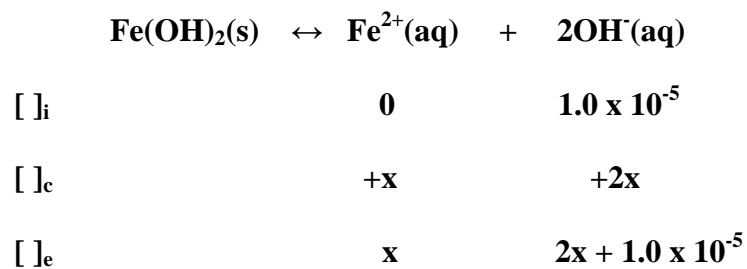 Fe(OH)₂(s) ↔ Fe²⁺(aq) + 2OH⁻(aq)
[ ]ᵢ 0 1.0 x 10⁻⁵
[ ]c +x +2x
[ ]ₑ x 2x + 1.0 x 10⁻⁵